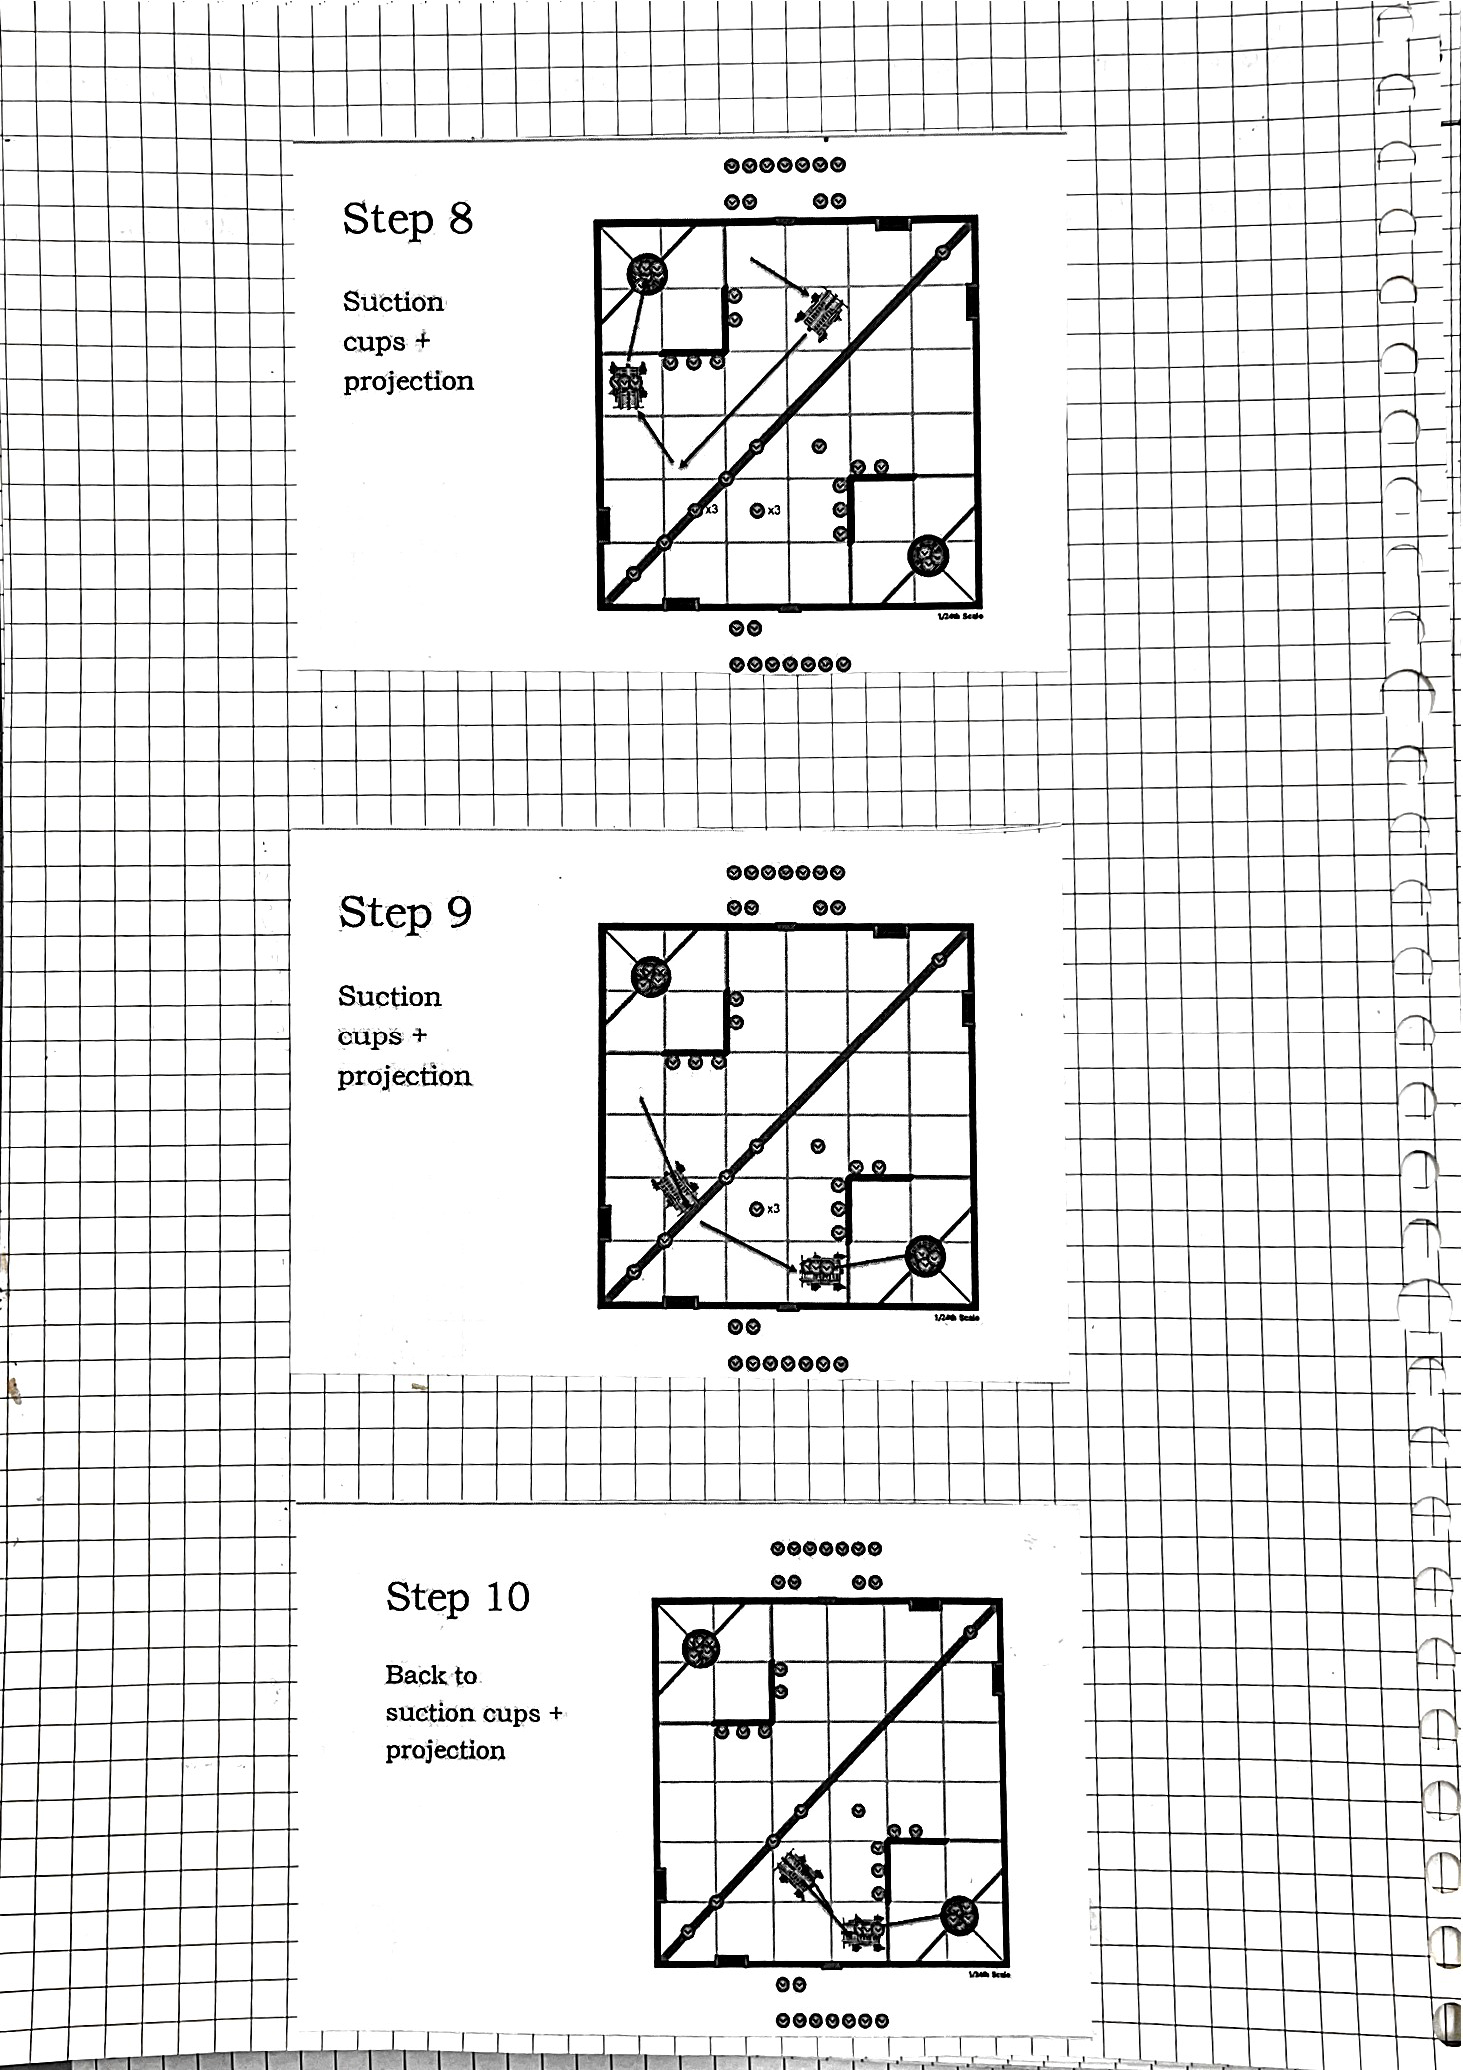 Step 8
Suction
cups +
projection
x3
x3
1/24th Scale
Step 9
Suction
cups +
projection
x3
1/24th Scale
Step 10
Back to
suction cups +
projection
1/24th Scale